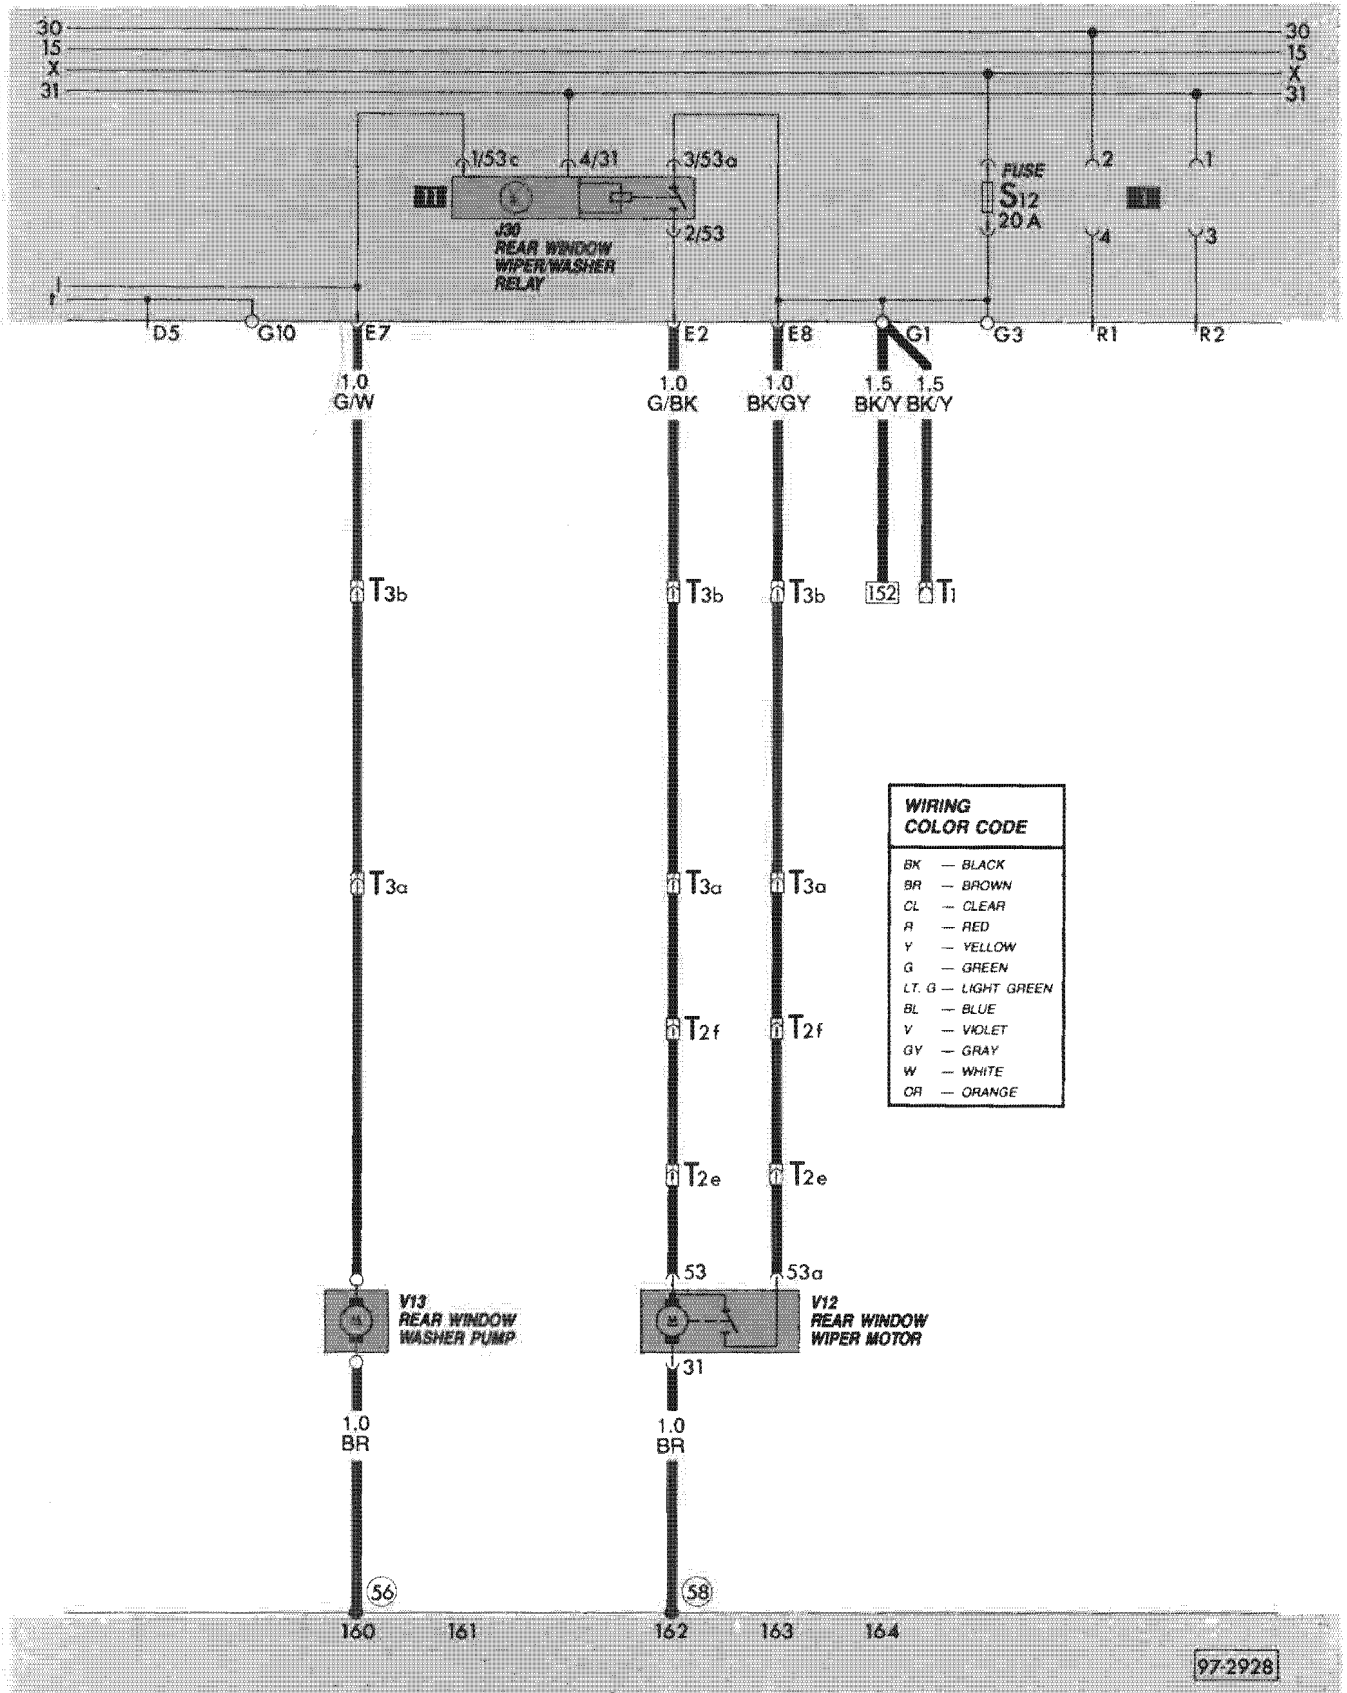 30 30
15 15
X X
31 31
1/53c 4/31 3/53a 2 1
FUSE
S12
20 A
J30
REAR WINDOW
WIPER/WASHER
RELAY
2/53 4 3
D5 G10 E7 E2 E8 G1 G3 R1 R2
1.0 1.0 1.0 1.5 1.5
G/W G/BK BK/GY BK/Y BK/Y
T3b T3b T3b 152 T1
WIRING
COLOR CODE
BK — BLACK
BR — BROWN
CL — CLEAR
R — RED
Y — YELLOW
G — GREEN
LT. G — LIGHT GREEN
BL — BLUE
V — VIOLET
GY — GRAY
W — WHITE
OR — ORANGE
T3a T3a T3a
T2f T2f
T2e T2e
53 53a
V13
REAR WINDOW
WASHER PUMP
V12
REAR WINDOW
WIPER MOTOR
31
1.0 1.0
BR BR
56 58
160 161 162 163 164
97-2928